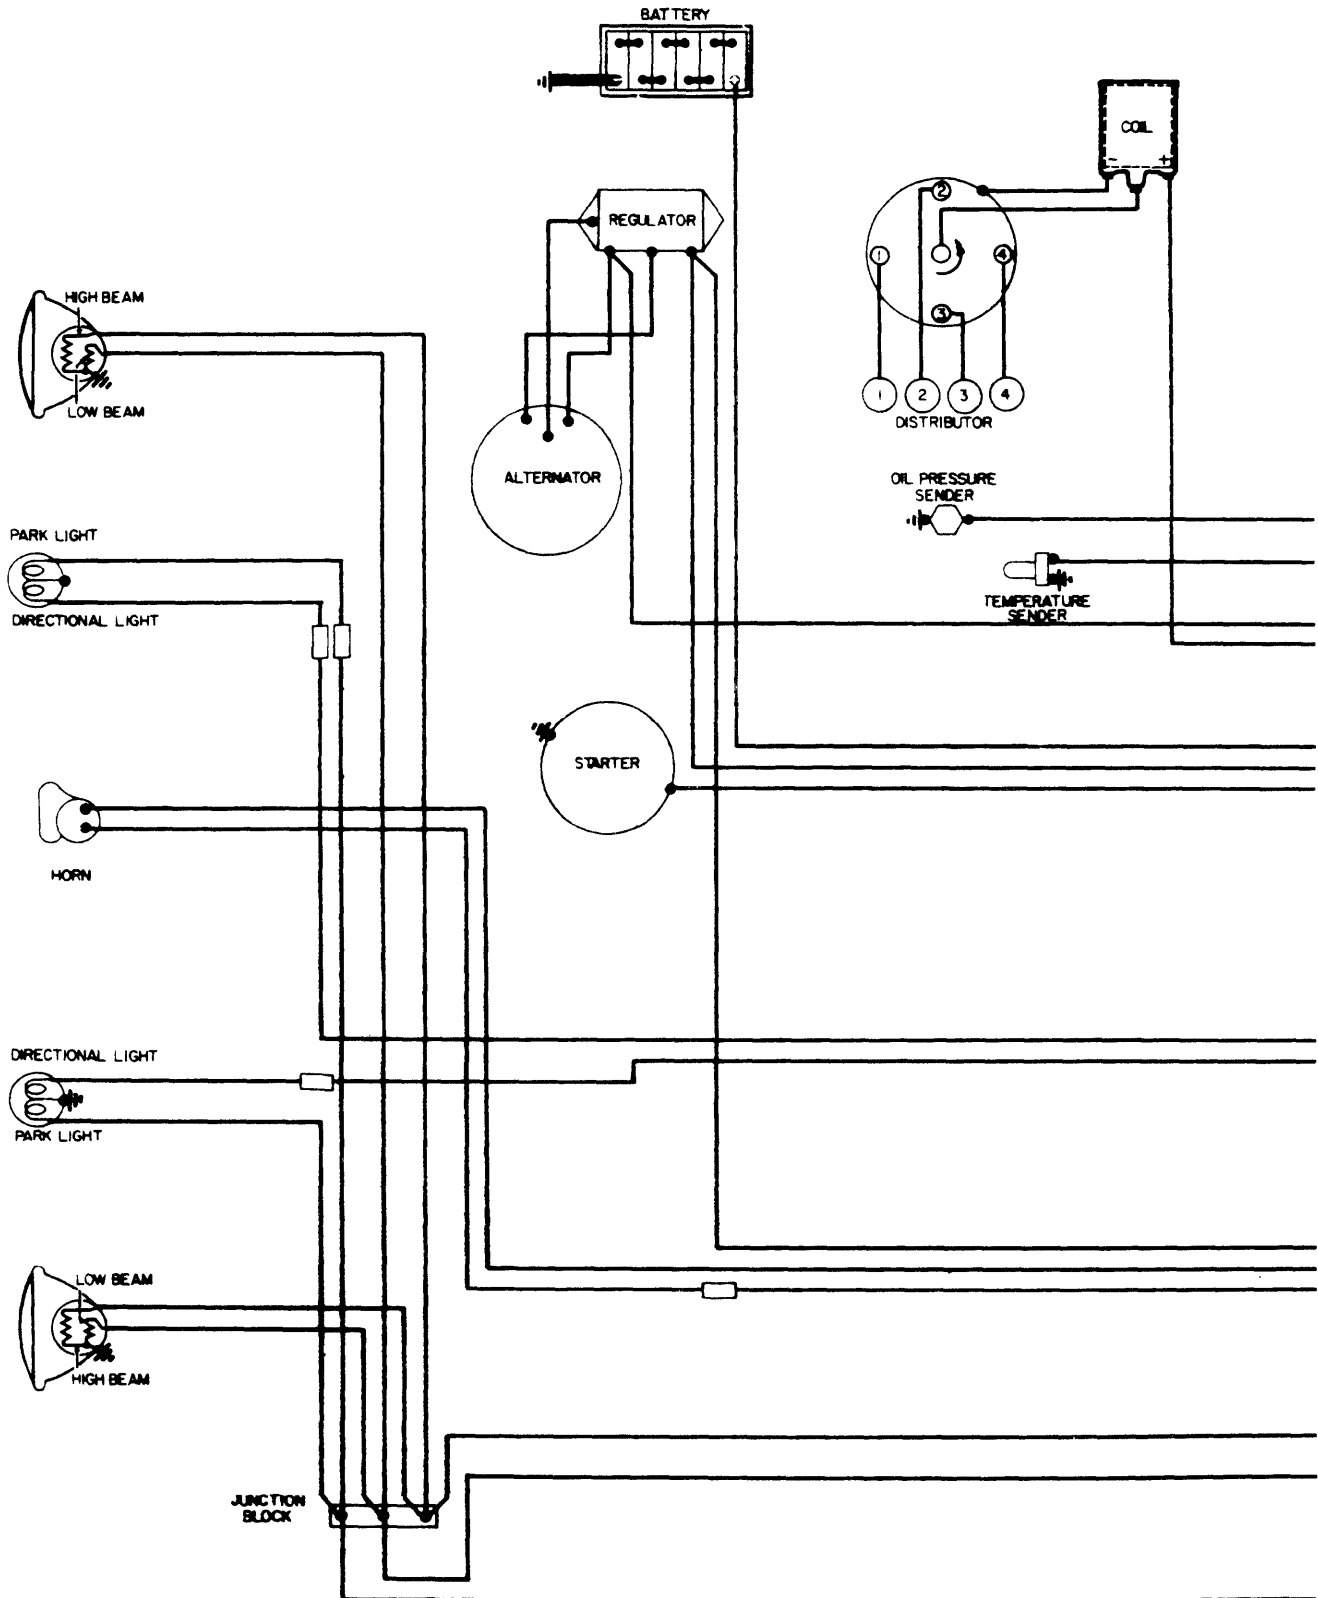 BATTERY
COIL
- +
REGULATOR
2
1
4
3
HIGH BEAM
LOW BEAM
1 2 3 4
DISTRIBUTOR
ALTERNATOR
OIL PRESSURE
SENDER
PARK LIGHT
DIRECTIONAL LIGHT
TEMPERATURE
SENDER
STARTER
HORN
DIRECTIONAL LIGHT
PARK LIGHT
LOW BEAM
HIGH BEAM
JUNCTION
BLOCK